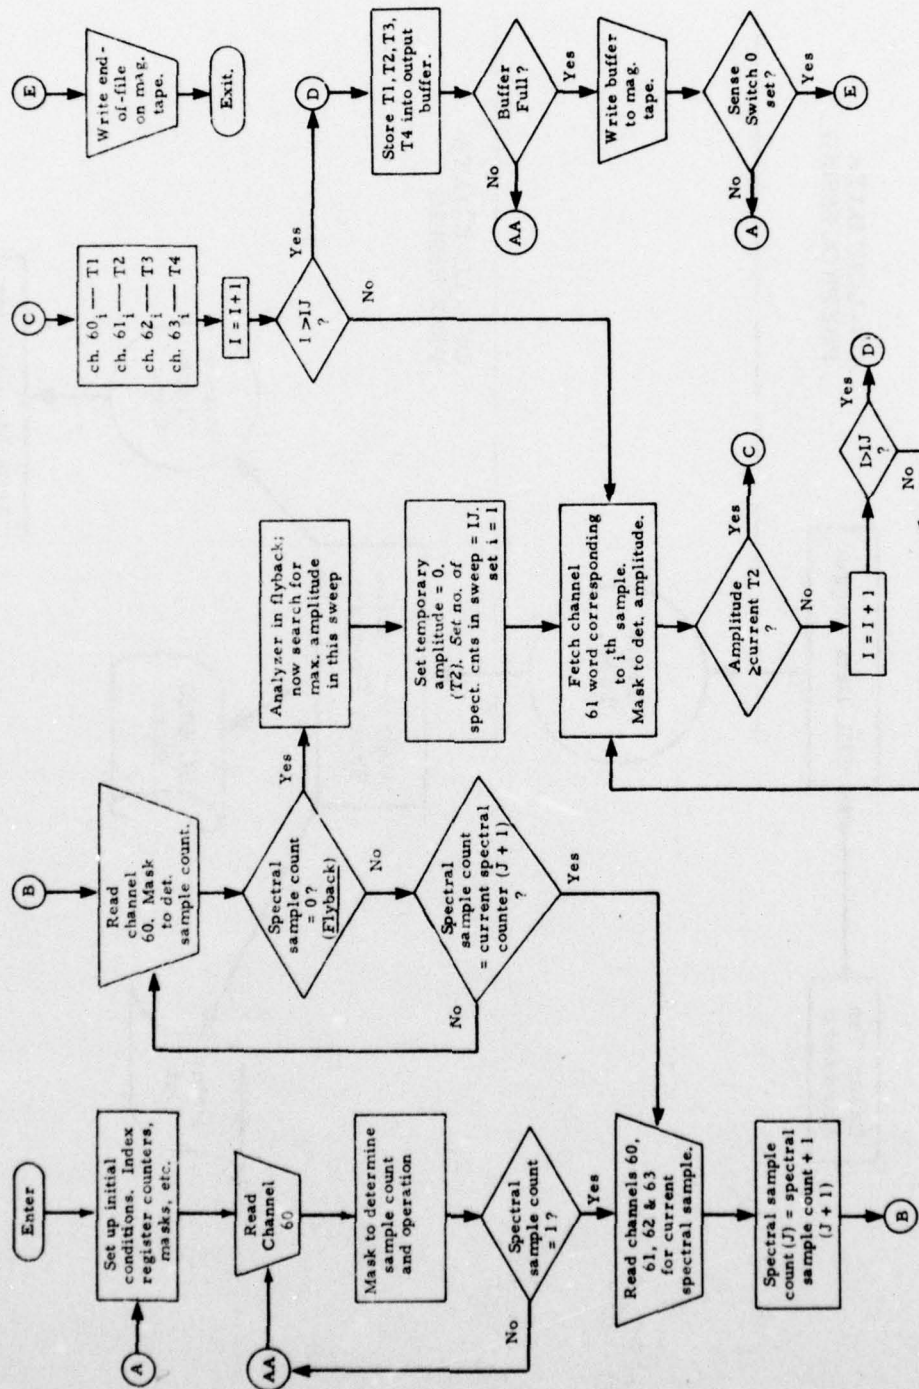 Enter
A
Set up initial
conditions. Index
register counters,
masks, etc.
AA
Read
Channel
60
Mask to determine
sample count
and operation
Spectral
sample count
= 1?
No
Yes
Read channels 60,
61, 62 & 63
for current
spectral sample.
Spectral sample
count (J) = spectral
sample count + 1
(J + 1)
B
B
Read
channel
60. Mask
to det.
sample count.
Spectral
sample count
= 0?
(Flyback)
Yes
No
Spectral
sample count
= current spectral
counter (J + 1)
?
No
Yes
Analyzer in flyback;
now search for
max. amplitude
in this sweep
Set temporary
amplitude = 0.
(T2). Set no. of
spect. cnts in sweep = IJ.
set i = 1
Fetch channel
61 word corresponding
to ith sample.
Mask to det. amplitude.
Amplitude
≥current T2
?
Yes
C
No
I = I + 1
I>IJ
?
Yes
D
No
C
ch. 60i — T1
ch. 61i — T2
ch. 62i — T3
ch. 63i — T4
I = I + 1
I >IJ
?
Yes
No
E
Write end-
of-file
on mag.
tape.
Exit.
D
Store T1, T2, T3,
T4 into output
buffer.
Buffer
Full?
No
AA
Yes
Write buffer
to mag.
tape.
Sense
Switch 0
set?
No
A
Yes
E